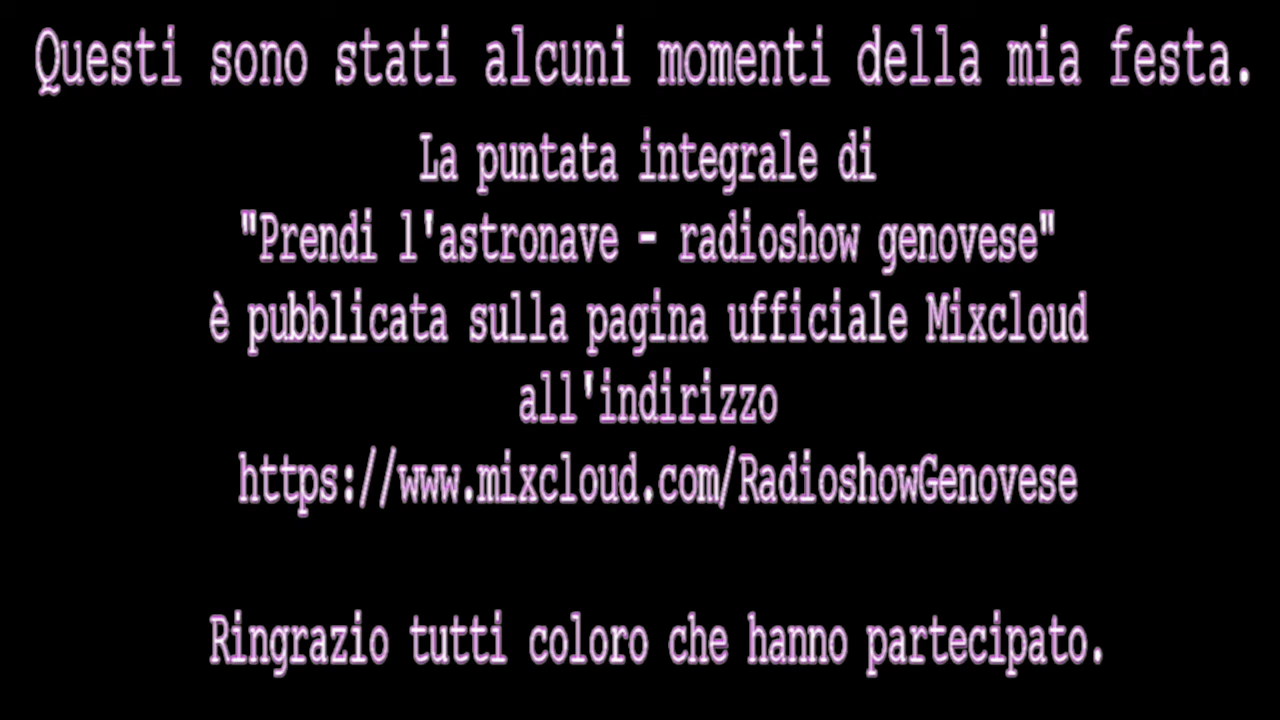 Questi sono stati alcuni momenti della mia festa.
La puntata integrale di
"Prendi l'astronave - radioshow genovese"
è pubblicata sulla pagina ufficiale Mixcloud
all'indirizzo
https://www.mixcloud.com/RadioshowGenovese
Ringrazio tutti coloro che hanno partecipato.